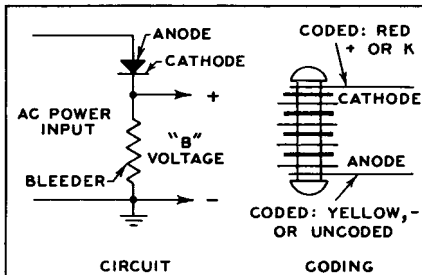 ANODE
CATHODE
+
AC POWER
INPUT
"B"
VOLTAGE
BLEEDER
-
CIRCUIT
CODED: RED
+ OR K
CATHODE
ANODE
CODED: YELLOW,-
OR UNCODED
CODING